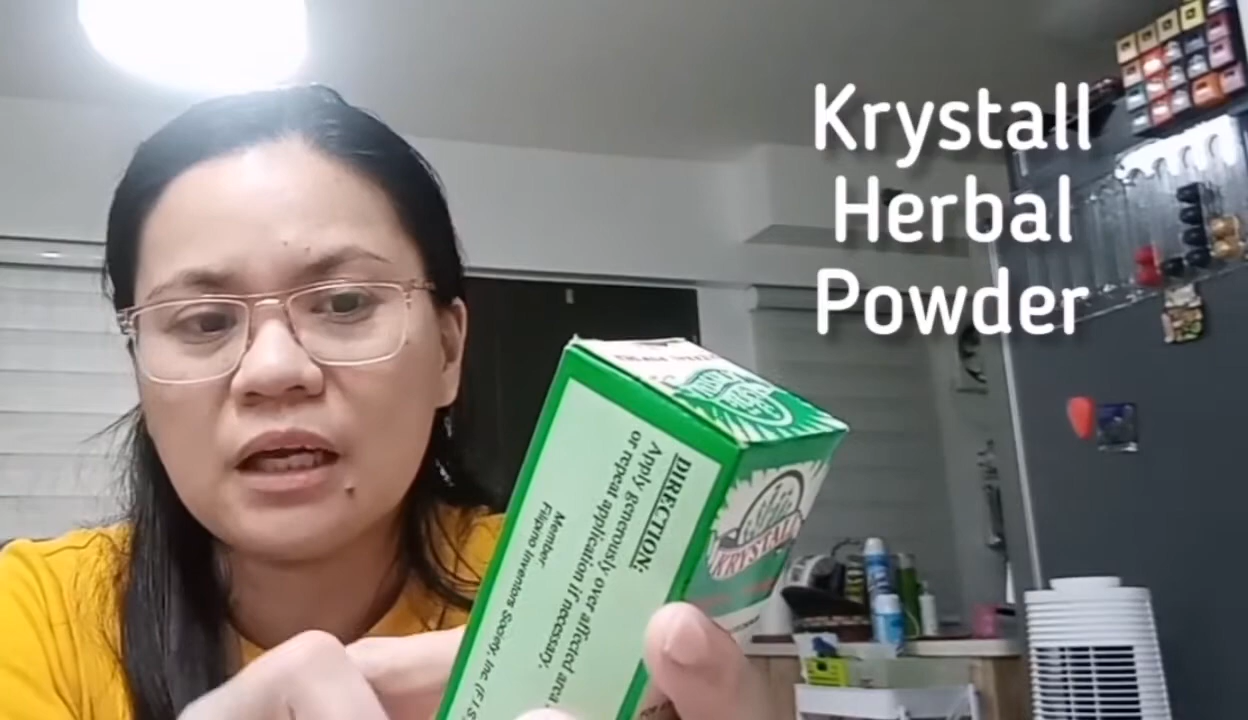 Krystall
Herbal
Powder
KRYSTALL
DIRECTION:
Apply generously over affected area
or repeat application if necessary.
Member
Filipino Inventors Society, Inc